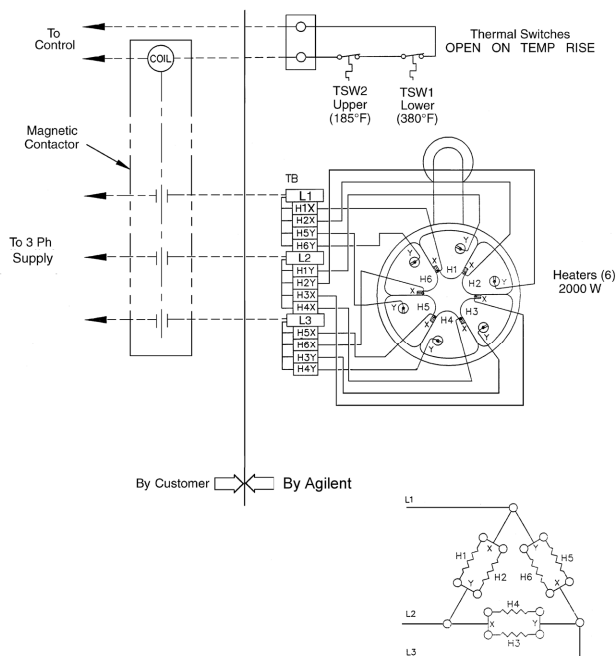 To
Control
COIL
Thermal Switches
OPEN ON TEMP RISE
TSW2
Upper
(185°F)
TSW1
Lower
(380°F)
Magnetic
Contactor
TB
L1
H1X
H2X
H5Y
H6Y
L2
H1Y
H2Y
H3X
H4X
L3
H5X
H6X
H3Y
H4Y
To 3 Ph
Supply
Y
Y
X
X
H6
H1
H2
Y
X
X
Y
H5
H4
H3
X
X
Y
Y
Heaters (6)
2000 W
By Customer
By Agilent
L1
X
Y
H1
H2
H6
H5
Y
X
H4
L2
X
Y
H3
L3